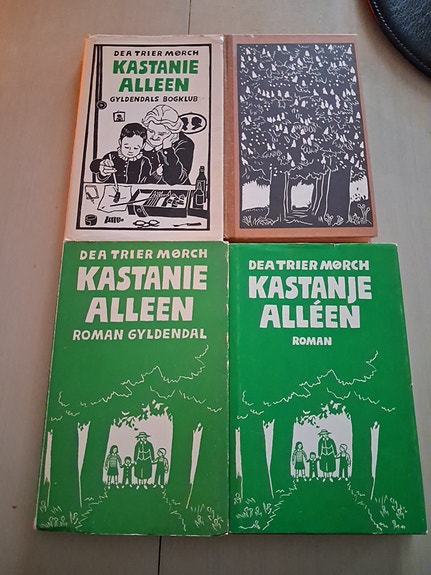 DEA TRIER MØRCH
KASTANIE
ALLEEN
GYLDENDALS BOGKLUB
DEA TRIER MØRCH
KASTANIE
ALLEEN
ROMAN GYLDENDAL
DEA TRIER MØRCH
KASTANJE
ALLÉEN
ROMAN